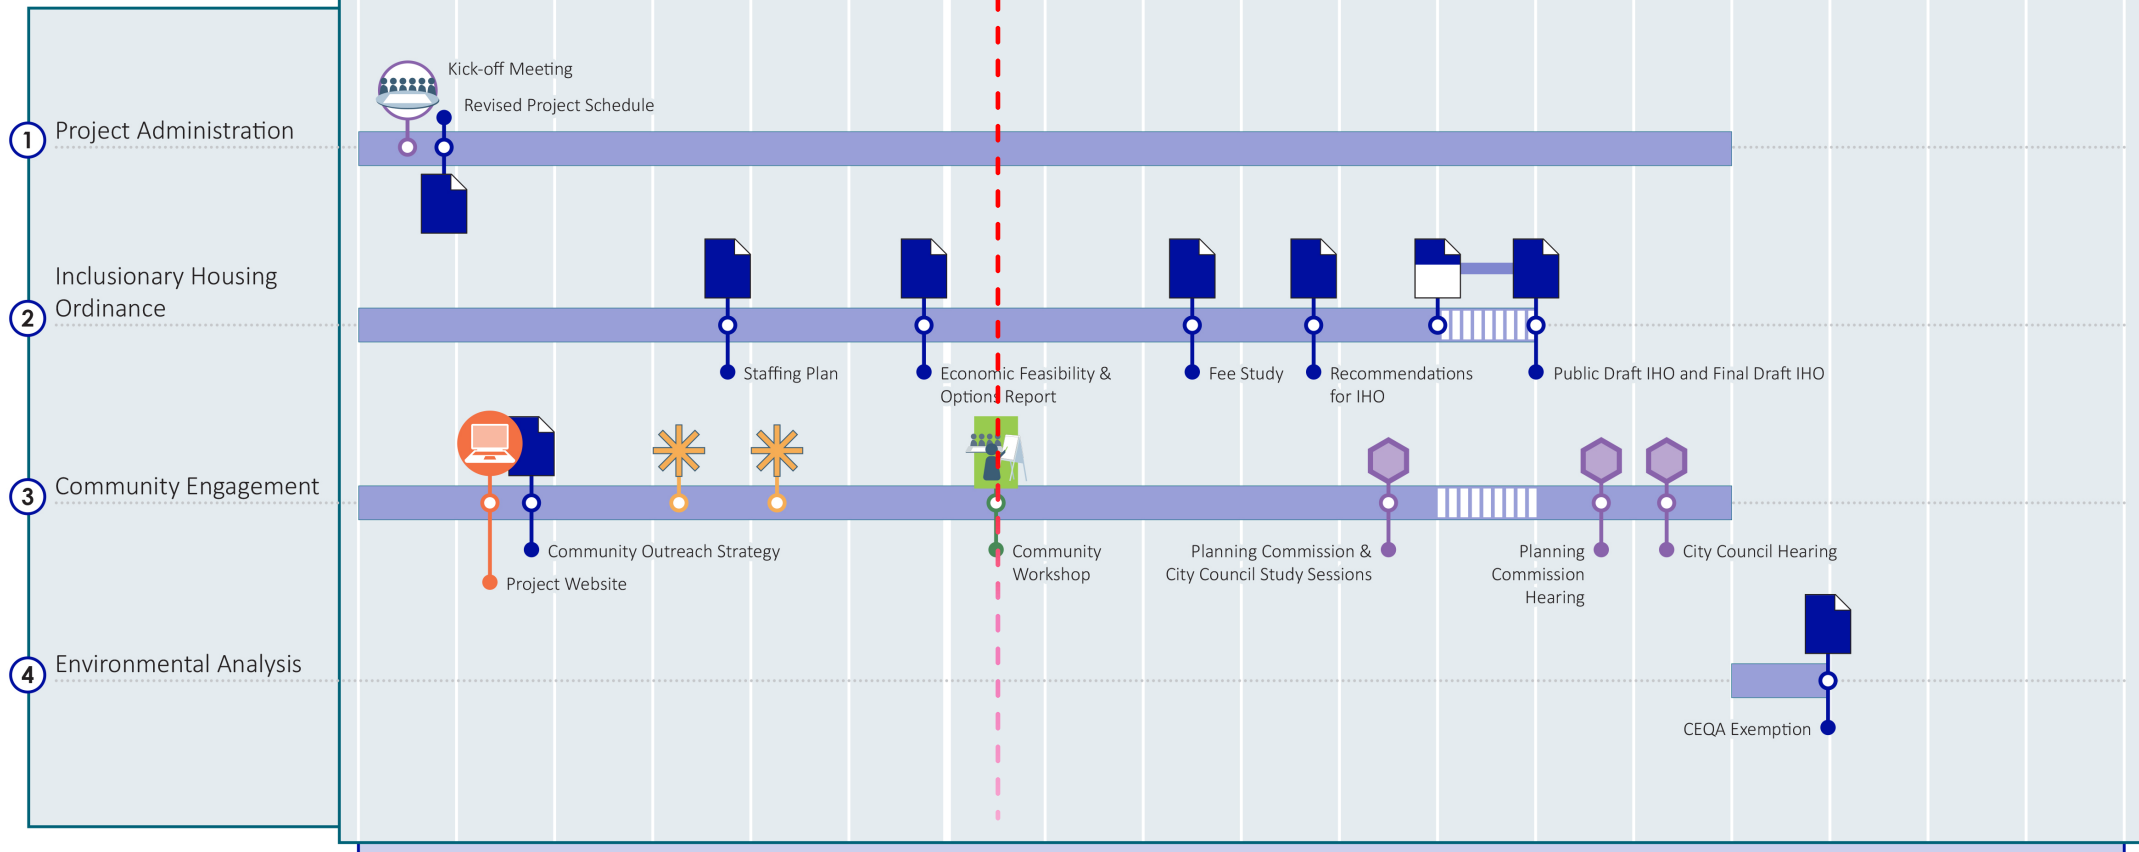 Kick-off Meeting
Revised Project Schedule
1 Project Administration
Inclusionary Housing
Ordinance
2
Staffing Plan
Economic Feasibility &
Options Report
Fee Study
Recommendations
for IHO
Public Draft IHO and Final Draft IHO
3 Community Engagement
Community Outreach Strategy
Project Website
Community
Workshop
Planning Commission &
City Council Study Sessions
Planning
Commission
Hearing
City Council Hearing
4 Environmental Analysis
CEQA Exemption